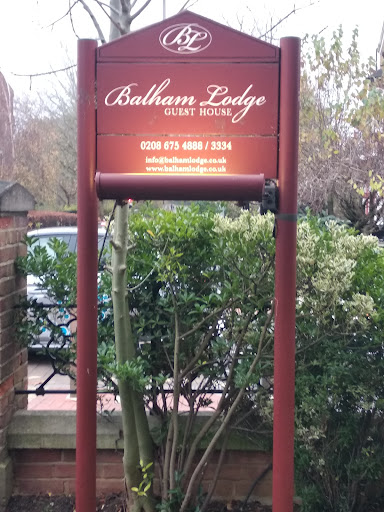 BL
Balham Lodge
GUEST HOUSE
0208 675 4888 / 3334
info@balhamlodge.co.uk
www.balhamlodge.co.uk